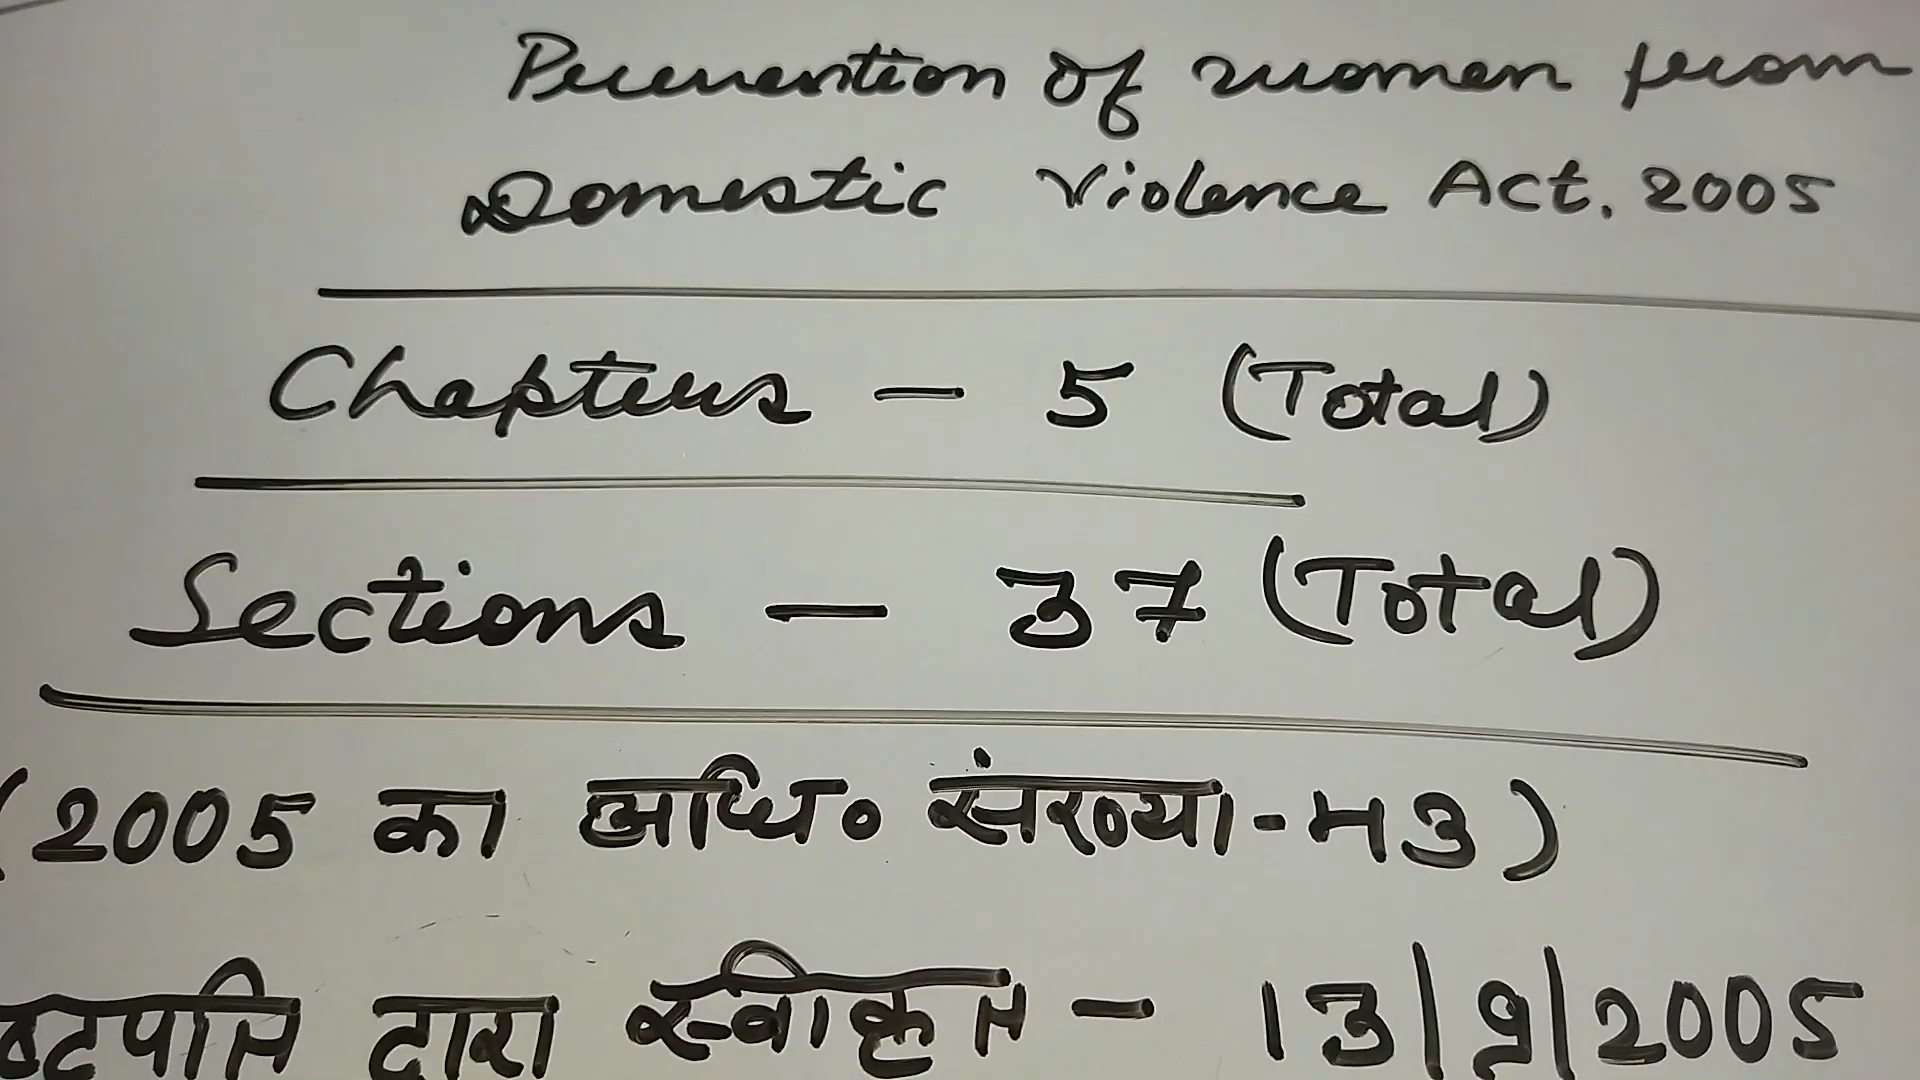 Prevention of women from
Domestic Violence Act. 2005
Chapters - 5 (Total)
Sections - 37 (Total)
(2005 का अधि० संख्या - 43)
द्वारा स्वीकृत - 13/9/2005